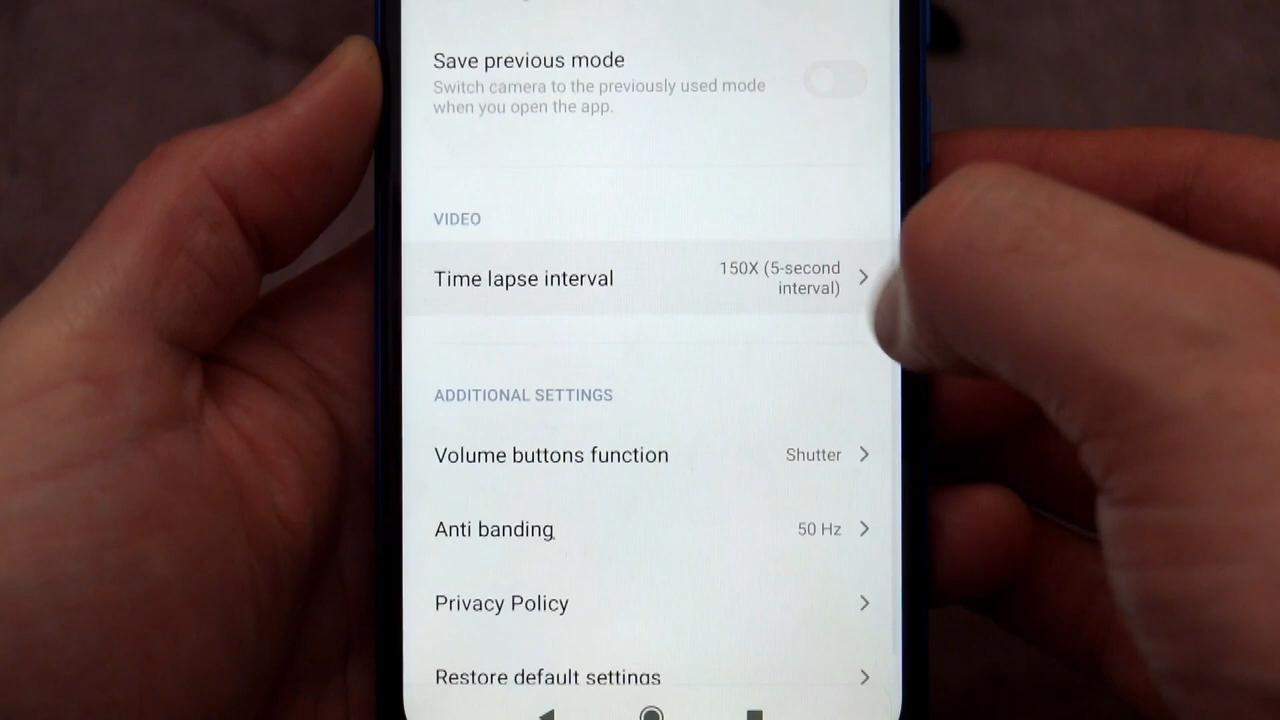 Save previous mode
Switch camera to the previously used mode
when you open the app.
VIDEO
Time lapse interval
150X (5-second
interval)
ADDITIONAL SETTINGS
Volume buttons function
Shutter
Anti banding
50 Hz
Privacy Policy
Restore default settings